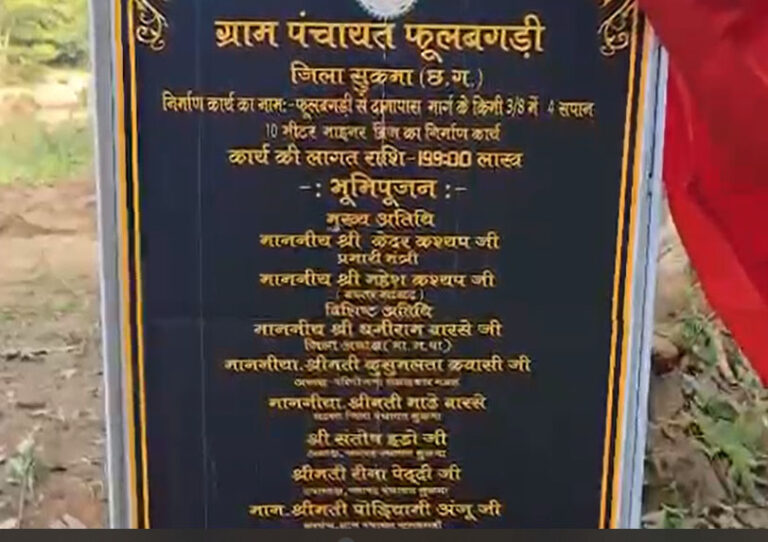 ग्राम पंचायत फूलबगड़ी
जिला सुकमा (छ.ग.)
निर्माण कार्य का नाम:-फूलबगड़ी से दामापारा मार्ग के किमी 3/8 में 4 स्पान
10 मीटर माइनर ब्रिज का निर्माण कार्य
कार्य की लागत राशि-199.00 लाख
-: भूमिपूजन :-
मुख्य अतिथि
माननीय श्री केदार कश्यप जी
प्रभारी मंत्री
माननीय श्री महेश कश्यप जी
विशिष्ट अतिथि
माननीय श्री धनीराम बारसे जी
माननीया श्रीमती कुसुमलता कवासी जी
माननीया श्रीमती माडे बारसे
श्री संतोष इडो जी
श्रीमती रीना पेद्दी जी
मान. श्रीमती पोड़ियामी अंजू जी